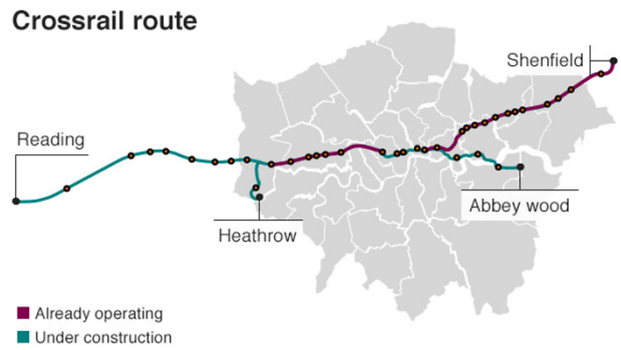 Crossrail route
Shenfield
Reading
Abbey wood
Heathrow
Already operating
Under construction